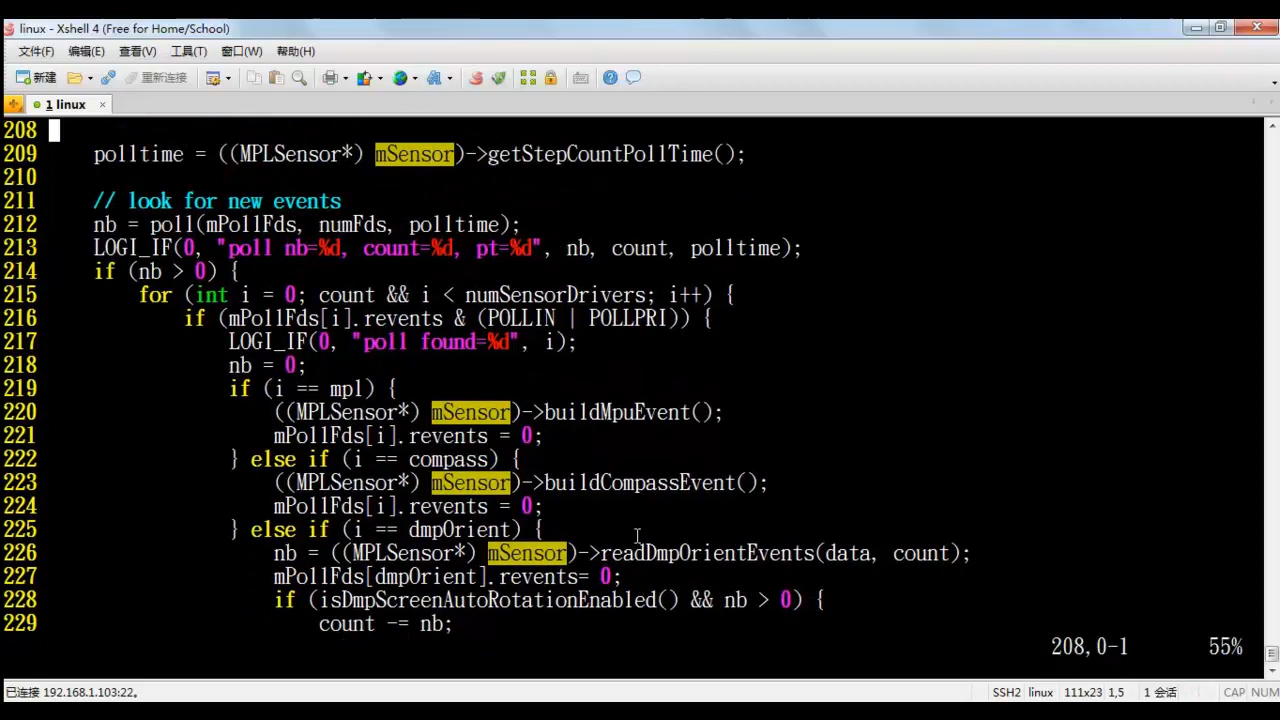 linux - Xshell 4 (Free for Home/School)
文件(F) 编辑(E) 查看(V) 工具(T) 窗口(W) 帮助(H)
新建 重新连接
1 linux
208
209     polltime = ((MPLSensor*) mSensor)->getStepCountPollTime();
210
211     // look for new events
212     nb = poll(mPollFds, numFds, polltime);
213     LOGI_IF(0, "poll nb=%d, count=%d, pt=%d", nb, count, polltime);
214     if (nb > 0) {
215         for (int i = 0; count && i < numSensorDrivers; i++) {
216             if (mPollFds[i].revents & (POLLIN | POLLPRI)) {
217                 LOGI_IF(0, "poll found=%d", i);
218                 nb = 0;
219                 if (i == mpl) {
220                     ((MPLSensor*) mSensor)->buildMpuEvent();
221                     mPollFds[i].revents = 0;
222                 } else if (i == compass) {
223                     ((MPLSensor*) mSensor)->buildCompassEvent();
224                     mPollFds[i].revents = 0;
225                 } else if (i == dmpOrient) {
226                     nb = ((MPLSensor*) mSensor)->readDmpOrientEvents(data, count);
227                     mPollFds[dmpOrient].revents= 0;
228                     if (isDmpScreenAutoRotationEnabled() && nb > 0) {
229                         count -= nb;
208,0-1 55%
已连接 192.168.1.103:22。 SSH2 linux 111x23 1,5 1 会话 CAP NUM